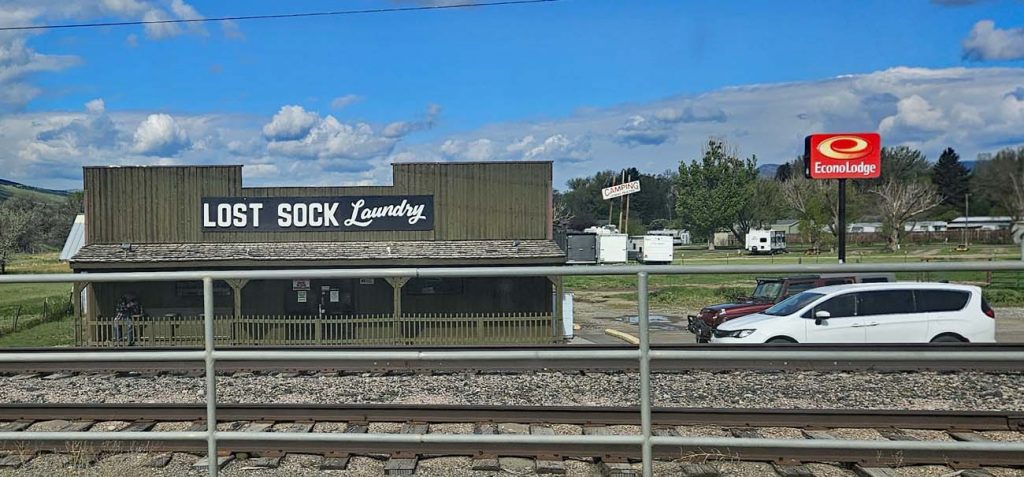 LOST SOCK Laundry
CAMPING
EconoLodge